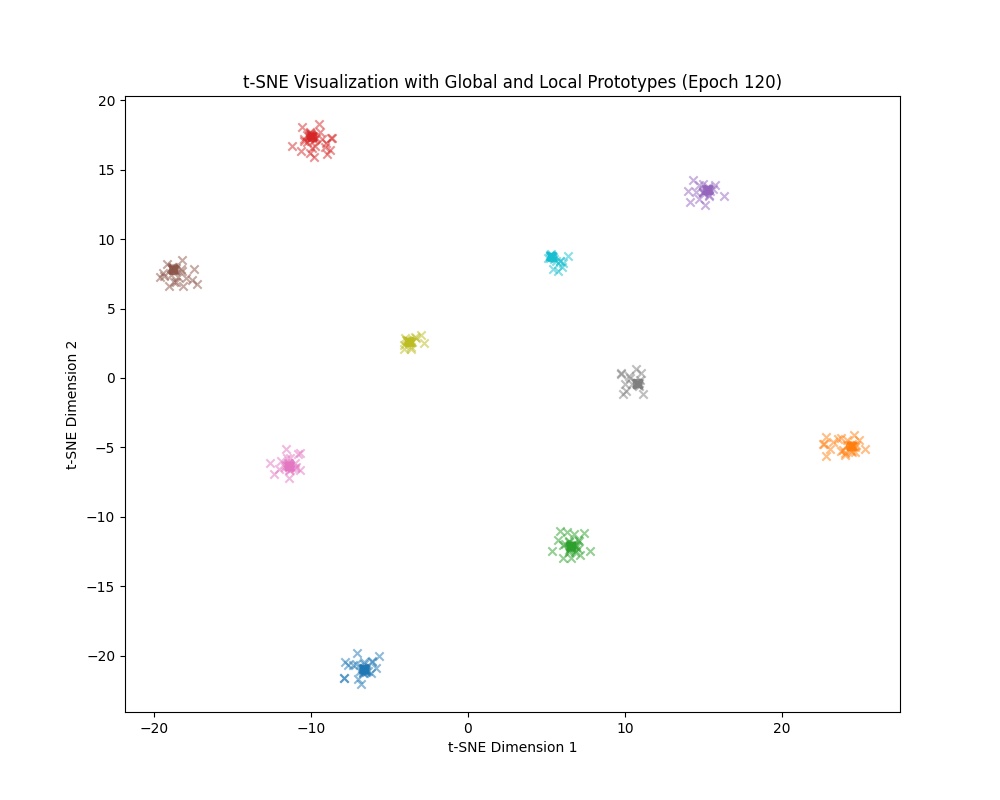 t-SNE Visualization with Global and Local Prototypes (Epoch 120)
20
15
10
5
0
−5
−10
−15
−20
t-SNE Dimension 2
−20 −10 0 10 20
t-SNE Dimension 1